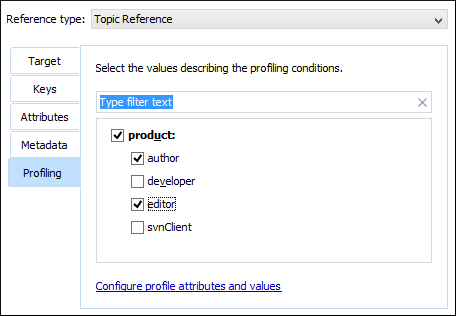 Reference type: Topic Reference
Target
Keys
Attributes
Metadata
Profiling
Select the values describing the profiling conditions.
Type filter text
product:
author
developer
editor
svnClient
Configure profile attributes and values